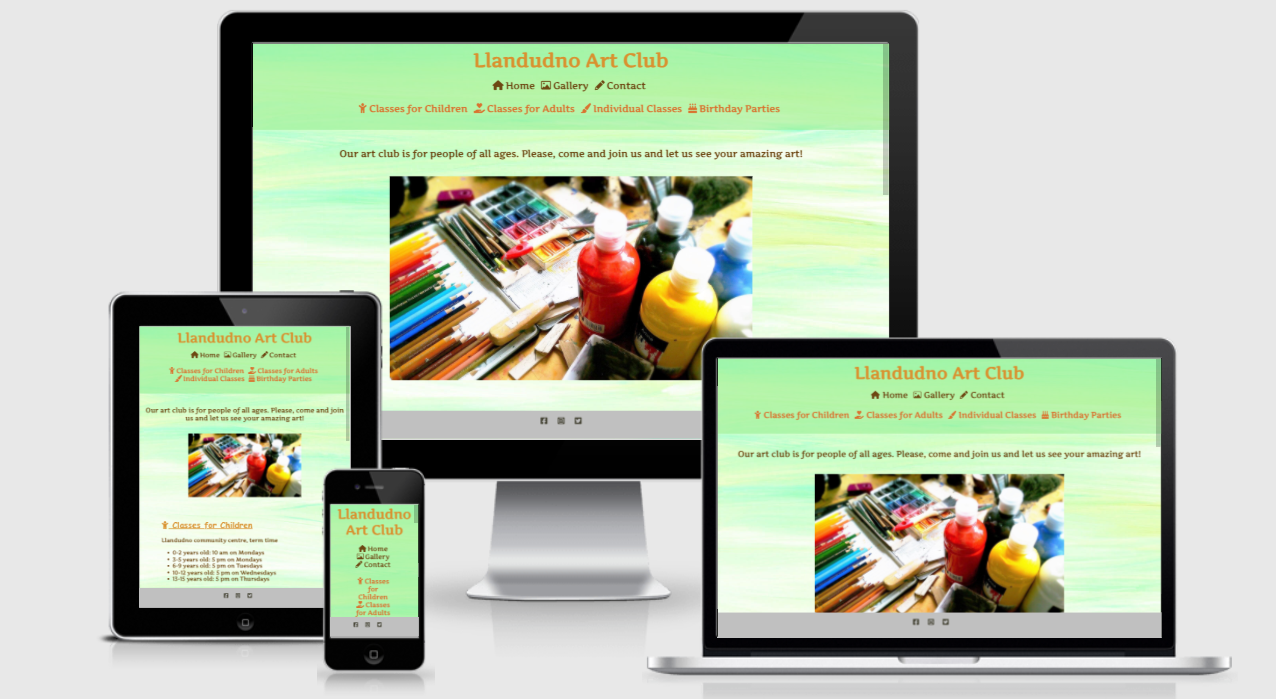 Llandudno Art Club
Home Gallery Contact
Classes for Children Classes for Adults Individual Classes Birthday Parties
Our art club is for people of all ages. Please, come and join us and let us see your amazing art!
Llandudno Art Club
Home Gallery Contact
Classes for Children Classes for Adults
Individual Classes Birthday Parties
Our art club is for people of all ages. Please, come and join
us and let us see your amazing art!
Classes for Children
Llandudno community centre, term time
• 0-2 years old: 10 am on Mondays
• 3-5 years old: 5 pm on Mondays
• 6-9 years old: 5 pm on Tuesdays
• 10-12 years old: 5 pm on Wednesdays
• 13-15 years old: 5 pm on Thursdays
Llandudno
Art Club
Home
Gallery
Contact
Classes
for
Children
Classes
for Adults
Llandudno Art Club
Home Gallery Contact
Classes for Children Classes for Adults Individual Classes Birthday Parties
Our art club is for people of all ages. Please, come and join us and let us see your amazing art!